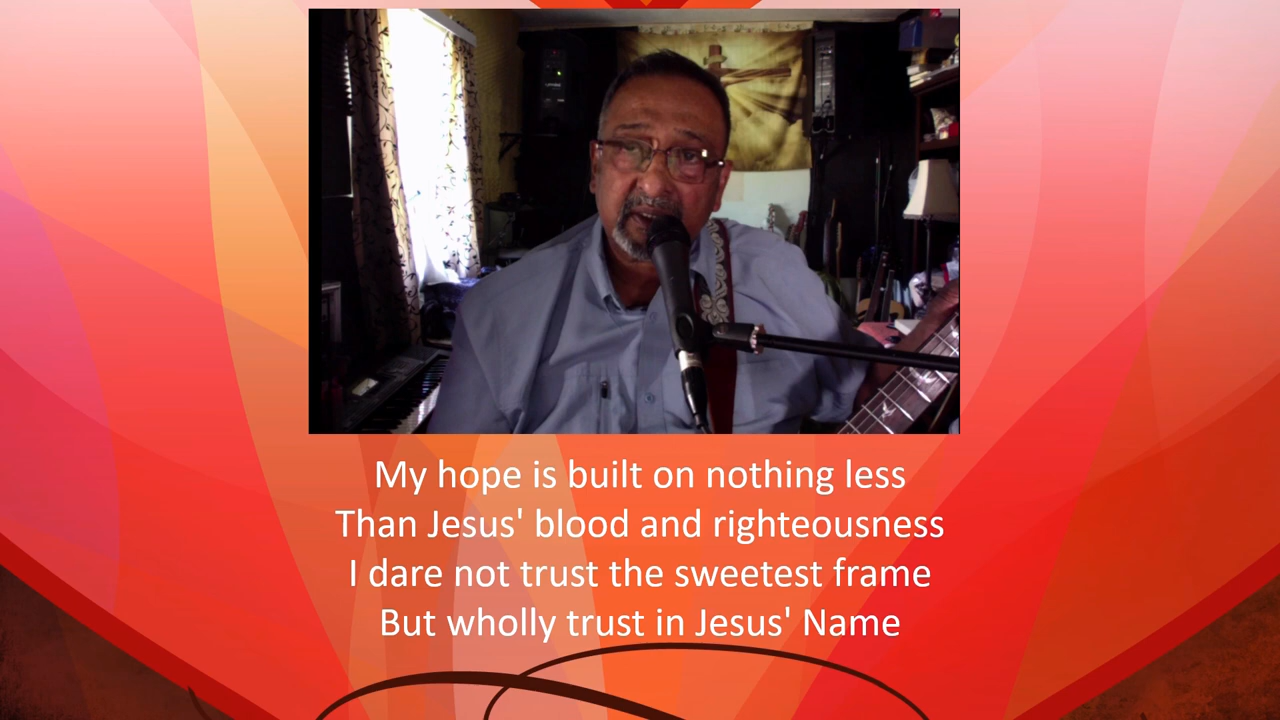 My hope is built on nothing less
Than Jesus' blood and righteousness
I dare not trust the sweetest frame
But wholly trust in Jesus' Name